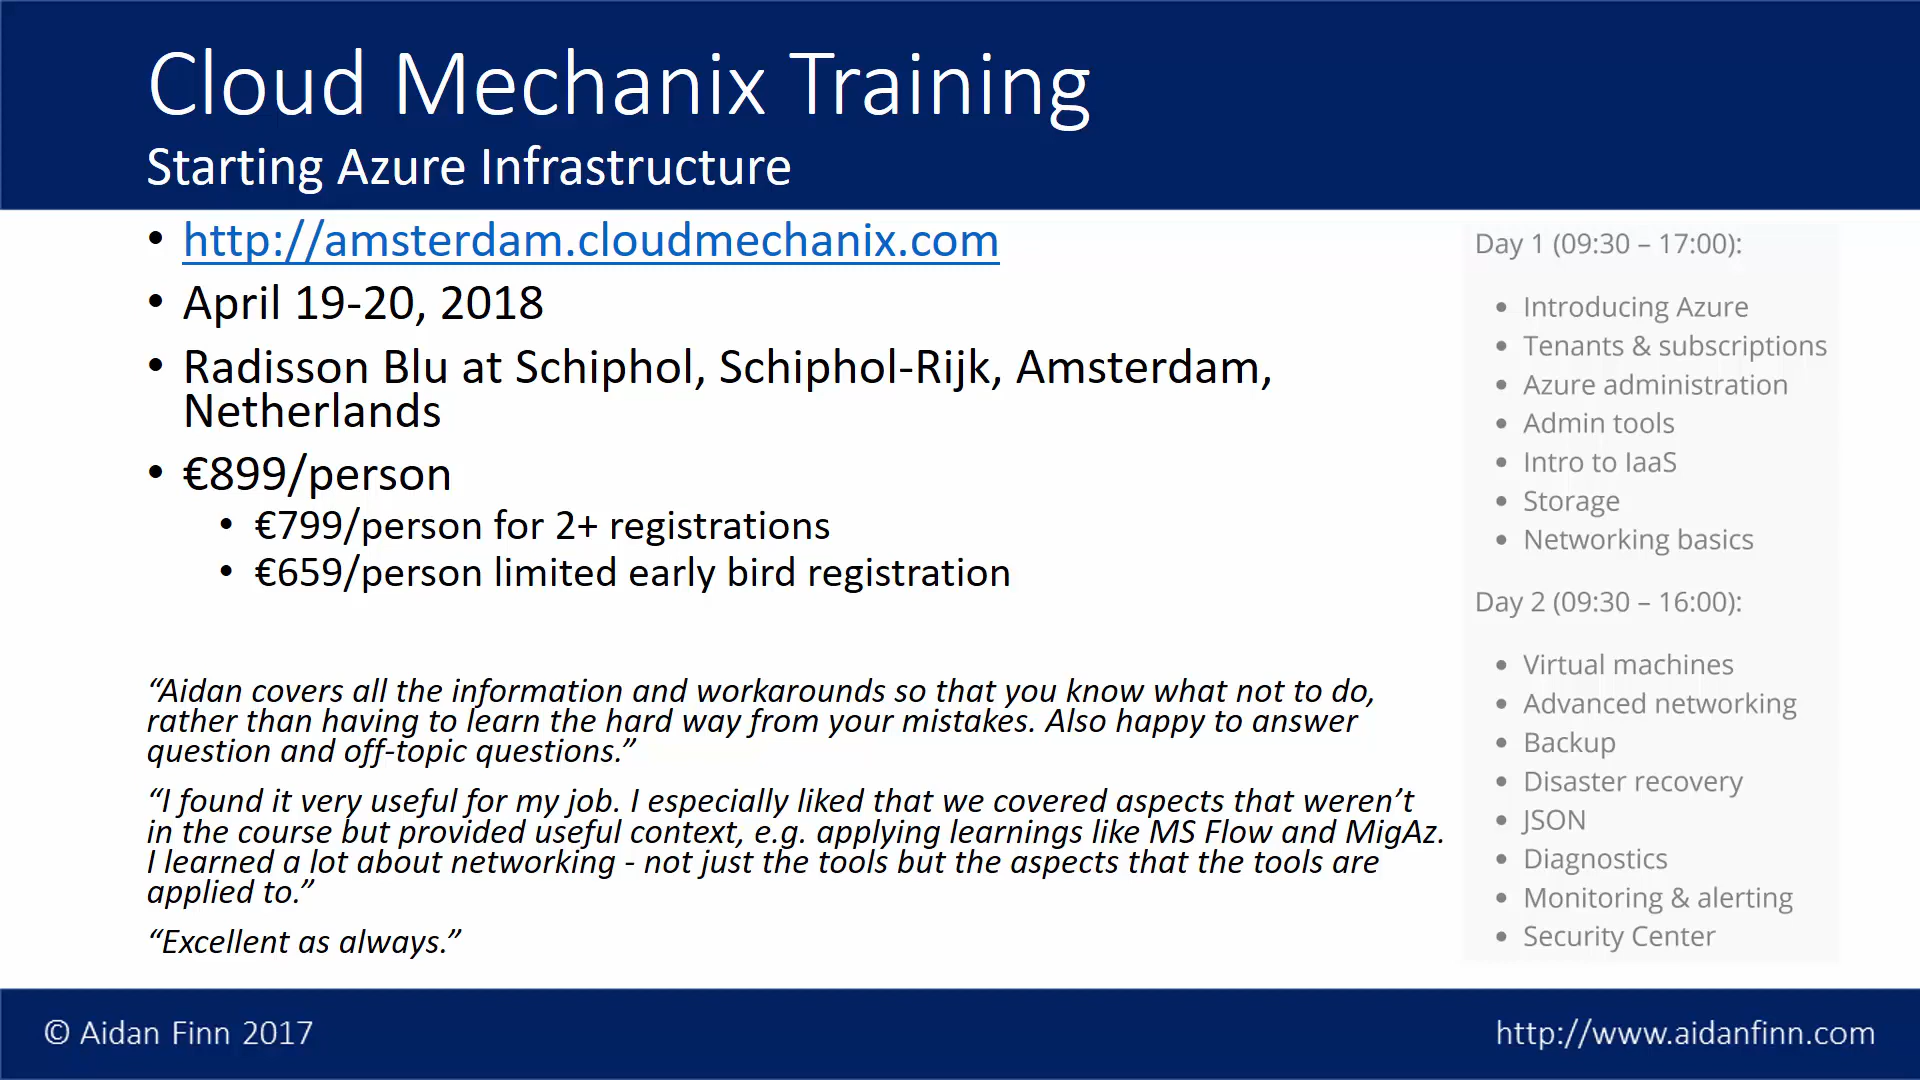 Cloud Mechanix Training
Starting Azure Infrastructure
• http://amsterdam.cloudmechanix.com
• April 19-20, 2018
• Radisson Blu at Schiphol, Schiphol-Rijk, Amsterdam,
Netherlands
• €899/person
• €799/person for 2+ registrations
• €659/person limited early bird registration
“Aidan covers all the information and workarounds so that you know what not to do,
rather than having to learn the hard way from your mistakes. Also happy to answer
question and off-topic questions.”
“I found it very useful for my job. I especially liked that we covered aspects that weren’t
in the course but provided useful context, e.g. applying learnings like MS Flow and MigAz.
I learned a lot about networking - not just the tools but the aspects that the tools are
applied to.”
“Excellent as always.”
Day 1 (09:30 – 17:00):
• Introducing Azure
• Tenants & subscriptions
• Azure administration
• Admin tools
• Intro to IaaS
• Storage
• Networking basics
Day 2 (09:30 – 16:00):
• Virtual machines
• Advanced networking
• Backup
• Disaster recovery
• JSON
• Diagnostics
• Monitoring & alerting
• Security Center
© Aidan Finn 2017
http://www.aidanfinn.com